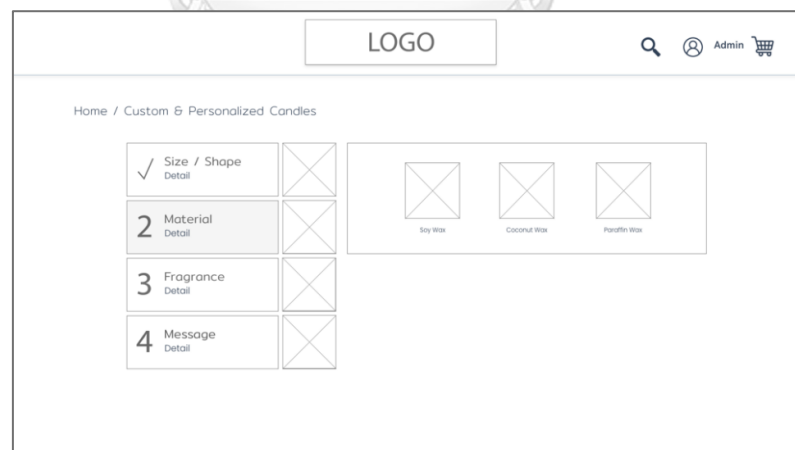 LOGO
Admin
Home / Custom & Personalized Candles
Size / Shape
Detail
2 Material
Detail
3 Fragrance
Detail
4 Message
Detail
Soy Wax
Coconut Wax
Paraffin Wax